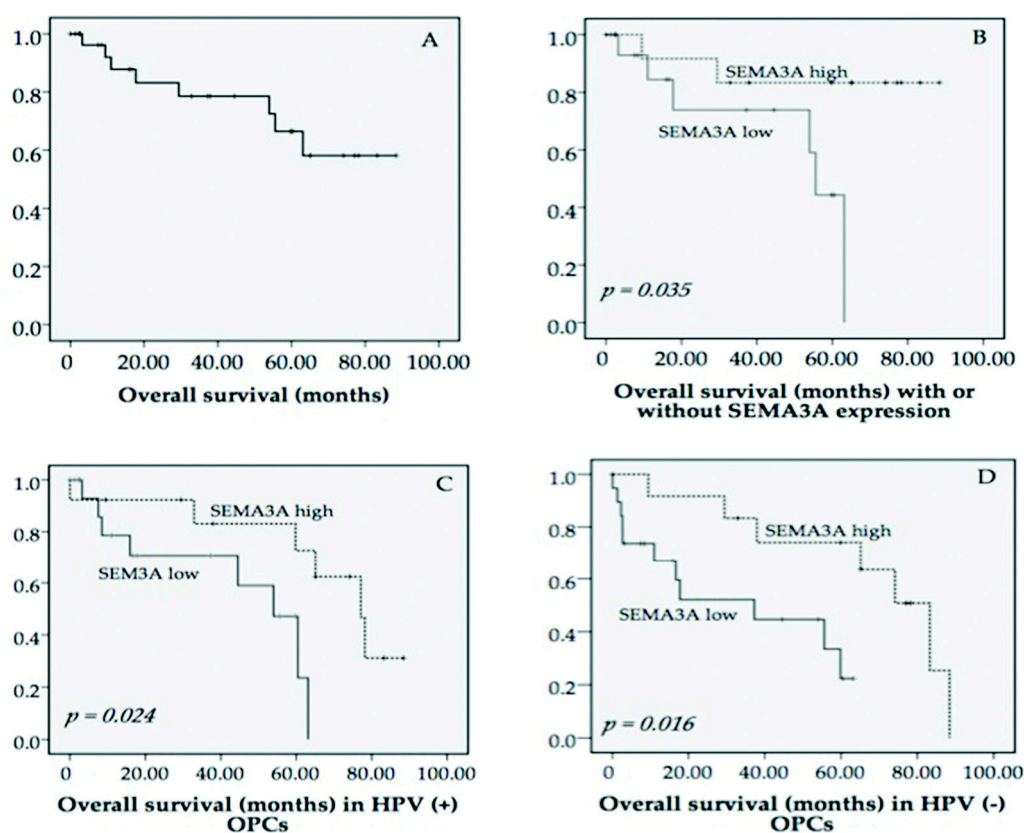 A
1.0
0.8
0.6
0.4
0.2
0.0
0 20.00 40.00 60.00 80.00 100.00
Overall survival (months)
B
1.0
0.8
0.6
0.4
0.2
0.0
SEMA3A high
SEMA3A low
p = 0.035
0 20.00 40.00 60.00 80.00 100.00
Overall survival (months) with or
without SEMA3A expression
C
1.0
0.8
0.6
0.4
0.2
0.0
SEMA3A high
SEM3A low
p = 0.024
0 20.00 40.00 60.00 80.00 100.00
Overall survival (months) in HPV (+)
OPCs
D
1.0
0.8
0.6
0.4
0.2
0.0
SEMA3A high
SEMA3A low
p = 0.016
0 20.00 40.00 60.00 80.00 100.00
Overall survival (months) in HPV (-)
OPCs